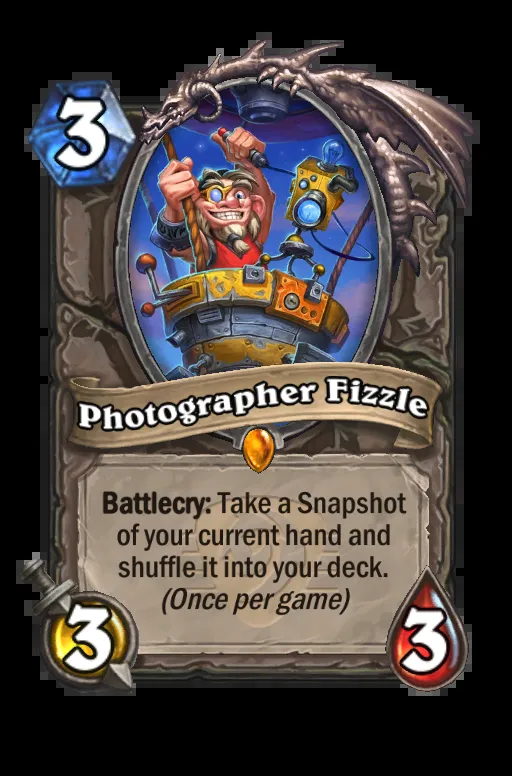 3
Photographer Fizzle
Battlecry: Take a Snapshot
of your current hand and
shuffle it into your deck.
(Once per game)
3
3